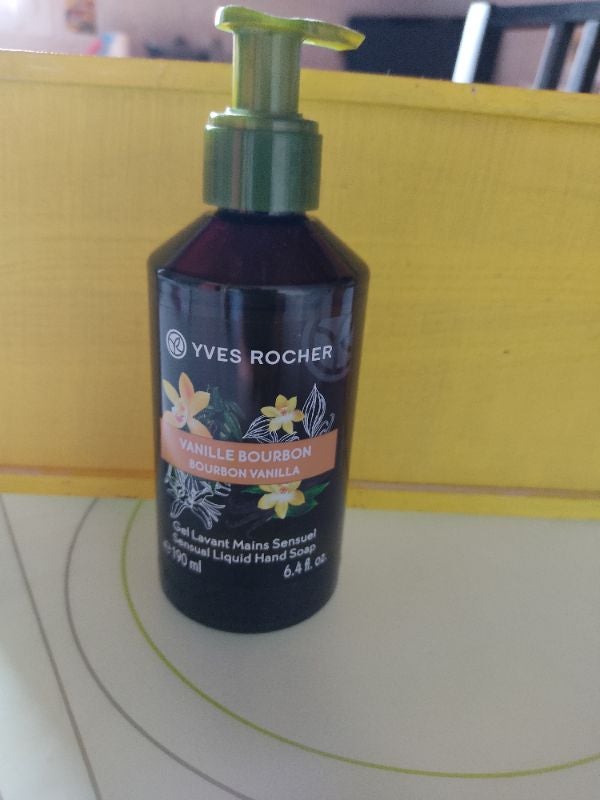 YVES ROCHER
VANILLE BOURBON
BOURBON VANILLA
Gel Lavant Mains Sensuel
Sensual Liquid Hand Soap
e190 ml 6.4 fl. oz.